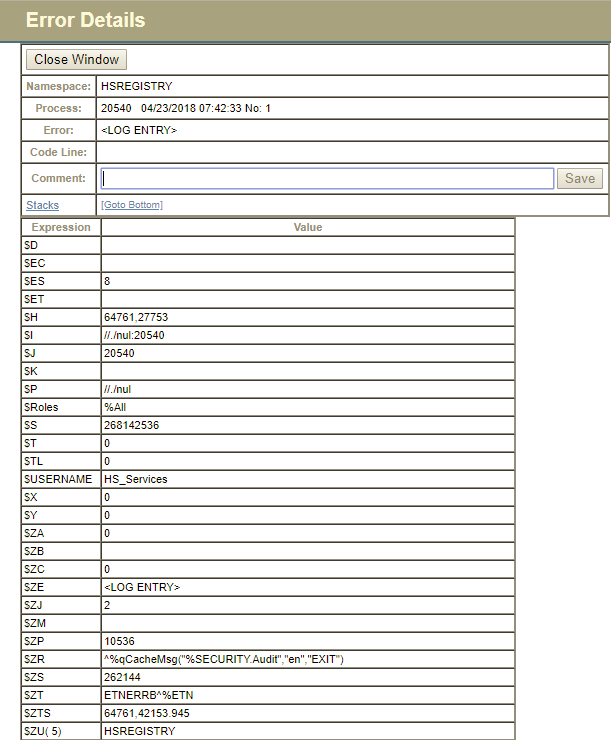 Error Details
Close Window
Namespace: HSREGISTRY
Process: 20540 04/23/2018 07:42:33 No: 1
Error: <LOG ENTRY>
Code Line:
Comment: Save
Stacks [Goto Bottom]
Expression Value
$D
$EC
$ES 8
$ET
$H 64761,27753
$I //./nul:20540
$J 20540
$K
$P //./nul
$Roles %All
$S 268142536
$T 0
$TL 0
$USERNAME HS_Services
$X 0
$Y 0
$ZA 0
$ZB
$ZC 0
$ZE <LOG ENTRY>
$ZJ 2
$ZM
$ZP 10536
$ZR ^%qCacheMsg("%SECURITY.Audit","en","EXIT")
$ZS 262144
$ZT ETNERRB^%ETN
$ZTS 64761,42153.945
$ZU( 5) HSREGISTRY